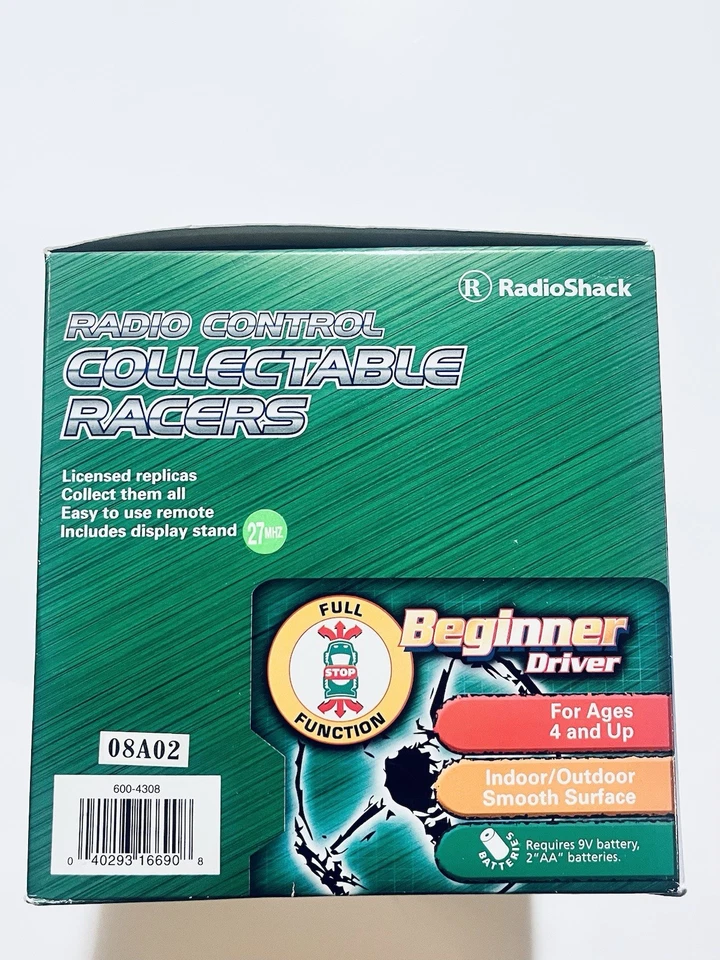 ® RadioShack
RADIO CONTROL
COLLECTABLE
RACERS
Licensed replicas
Collect them all
Easy to use remote
Includes display stand
27MHZ
FULL
STOP
FUNCTION
Beginner
Driver
For Ages
4 and Up
Indoor/Outdoor
Smooth Surface
BATTERIES
Requires 9V battery,
2"AA" batteries.
08A02
600-4308
0 40293 16690 8